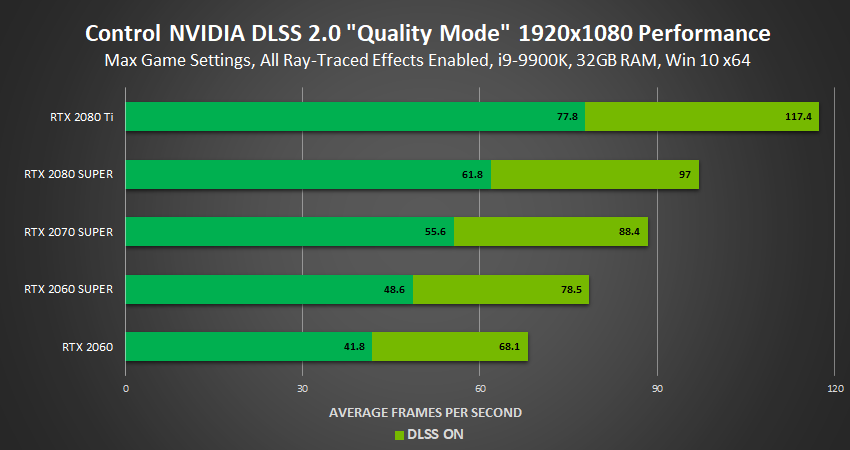 Control NVIDIA DLSS 2.0 "Quality Mode" 1920x1080 Performance
Max Game Settings, All Ray-Traced Effects Enabled, i9-9900K, 32GB RAM, Win 10 x64
RTX 2080 Ti 77.8 117.4
RTX 2080 SUPER 61.8 97
RTX 2070 SUPER 55.6 88.4
RTX 2060 SUPER 48.6 78.5
RTX 2060 41.8 68.1
0 30 60 90 120
AVERAGE FRAMES PER SECOND
DLSS ON